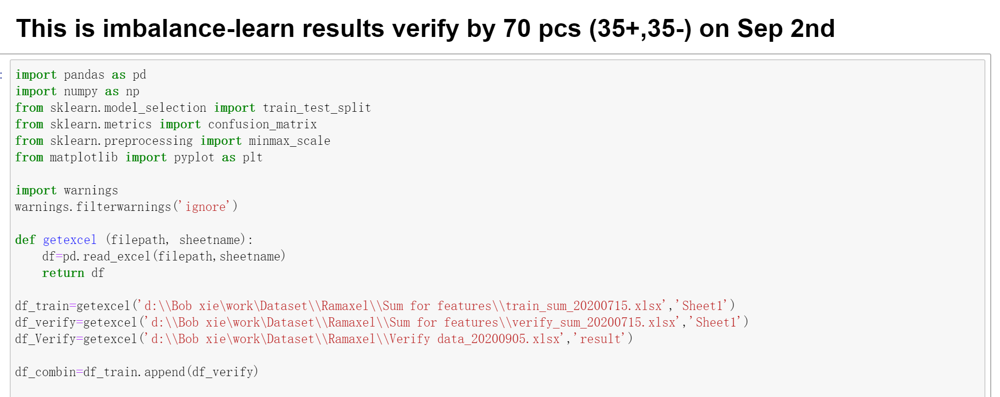 This is imbalance-learn results verify by 70 pcs (35+,35-) on Sep 2nd
:
import pandas as pd
import numpy as np
from sklearn.model_selection import train_test_split
from sklearn.metrics import confusion_matrix
from sklearn.preprocessing import minmax_scale
from matplotlib import pyplot as plt
import warnings
warnings.filterwarnings('ignore')
def getexcel (filepath, sheetname):
    df=pd.read_excel(filepath,sheetname)
    return df
df_train=getexcel('d:\\Bob xie\work\Dataset\\Ramaxel\\Sum for features\\train_sum_20200715.xlsx','Sheet1')
df_verify=getexcel('d:\\Bob xie\work\Dataset\\Ramaxel\\Sum for features\\verify_sum_20200715.xlsx','Sheet1')
df_Verify=getexcel('d:\\Bob xie\work\Dataset\\Ramaxel\\Verify data_20200905.xlsx','result')
df_combin=df_train.append(df_verify)